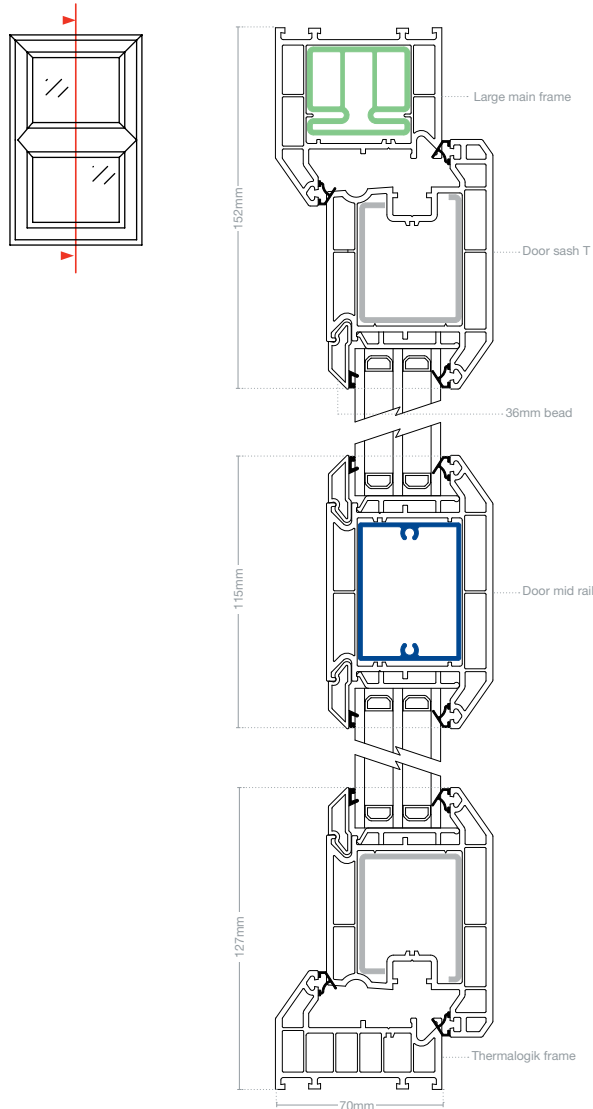 Large main frame
152mm
Door sash T
36mm bead
115mm
Door mid rail
127mm
Thermalogik frame
70mm